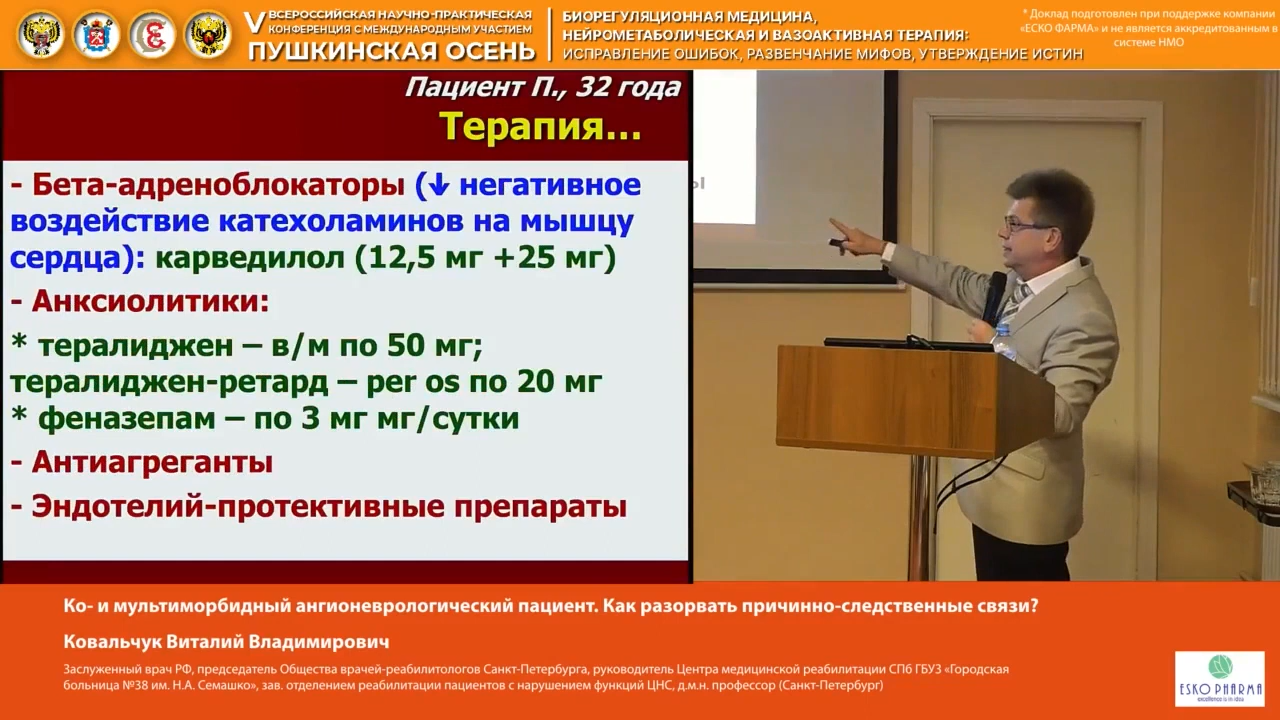 V ВСЕРОССИЙСКАЯ НАУЧНО-ПРАКТИЧЕСКАЯ
КОНФЕРЕНЦИЯ С МЕЖДУНАРОДНЫМ УЧАСТИЕМ
ПУШКИНСКАЯ ОСЕНЬ
БИОРЕГУЛЯЦИОННАЯ МЕДИЦИНА,
НЕЙРОМЕТАБОЛИЧЕСКАЯ И ВАЗОАКТИВНАЯ ТЕРАПИЯ:
ИСПРАВЛЕНИЕ ОШИБОК, РАЗВЕНЧАНИЕ МИФОВ, УТВЕРЖДЕНИЕ ИСТИН
* Доклад подготовлен при поддержке компании
«ЕСКО ФАРМА» и не является аккредитованным в
системе НМО
Пациент П., 32 года
Терапия...
- Бета-адреноблокаторы (↓ негативное
воздействие катехоламинов на мышцу
сердца): карведилол (12,5 мг +25 мг)
- Анксиолитики:
* тералиджен – в/м по 50 мг;
тералиджен-ретард – per os по 20 мг
* феназепам – по 3 мг мг/сутки
- Антиагреганты
- Эндотелий-протективные препараты
Ко- и мультиморбидный ангионеврологический пациент. Как разорвать причинно-следственные связи?
Ковальчук Виталий Владимирович
Заслуженный врач РФ, председатель Общества врачей-реабилитологов Санкт-Петербурга, руководитель Центра медицинской реабилитации СПб ГБУЗ «Городская
больница №38 им. Н.А. Семашко», зав. отделением реабилитации пациентов с нарушением функций ЦНС, д.м.н. профессор (Санкт-Петербург)
ESKO PHARMA
excellence is in idea